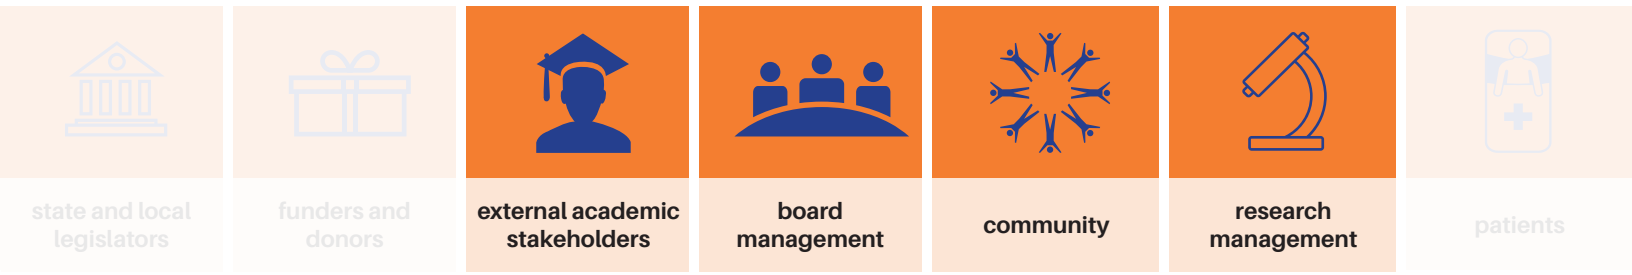 state and local
legislators
funders and
donors
external academic
stakeholders
board
management
community
research
management
patients